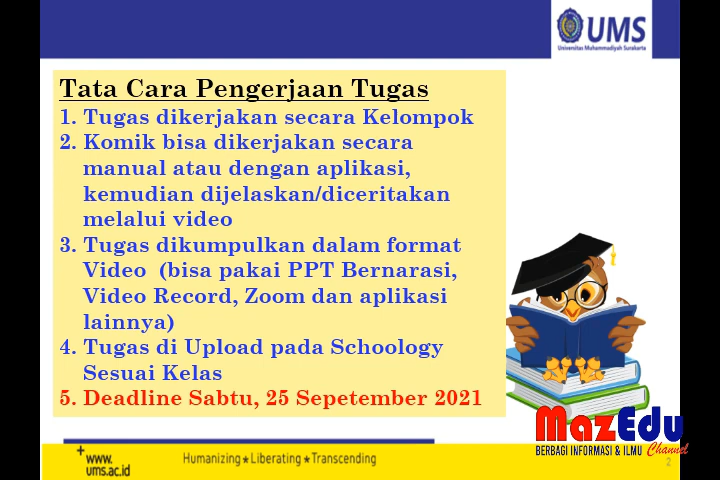 UMS
Universitas Muhammadiyah Surakarta
Tata Cara Pengerjaan Tugas
1. Tugas dikerjakan secara Kelompok
2. Komik bisa dikerjakan secara
manual atau dengan aplikasi,
kemudian dijelaskan/diceritakan
melalui video
3. Tugas dikumpulkan dalam format
Video (bisa pakai PPT Bernarasi,
Video Record, Zoom dan aplikasi
lainnya)
4. Tugas di Upload pada Schoology
Sesuai Kelas
5. Deadline Sabtu, 25 Sepetember 2021
MazEdu
BERBAGI INFORMASI & ILMU Channel
www.
ums.ac.id
Humanizing ★ Liberating ★ Transcending
2